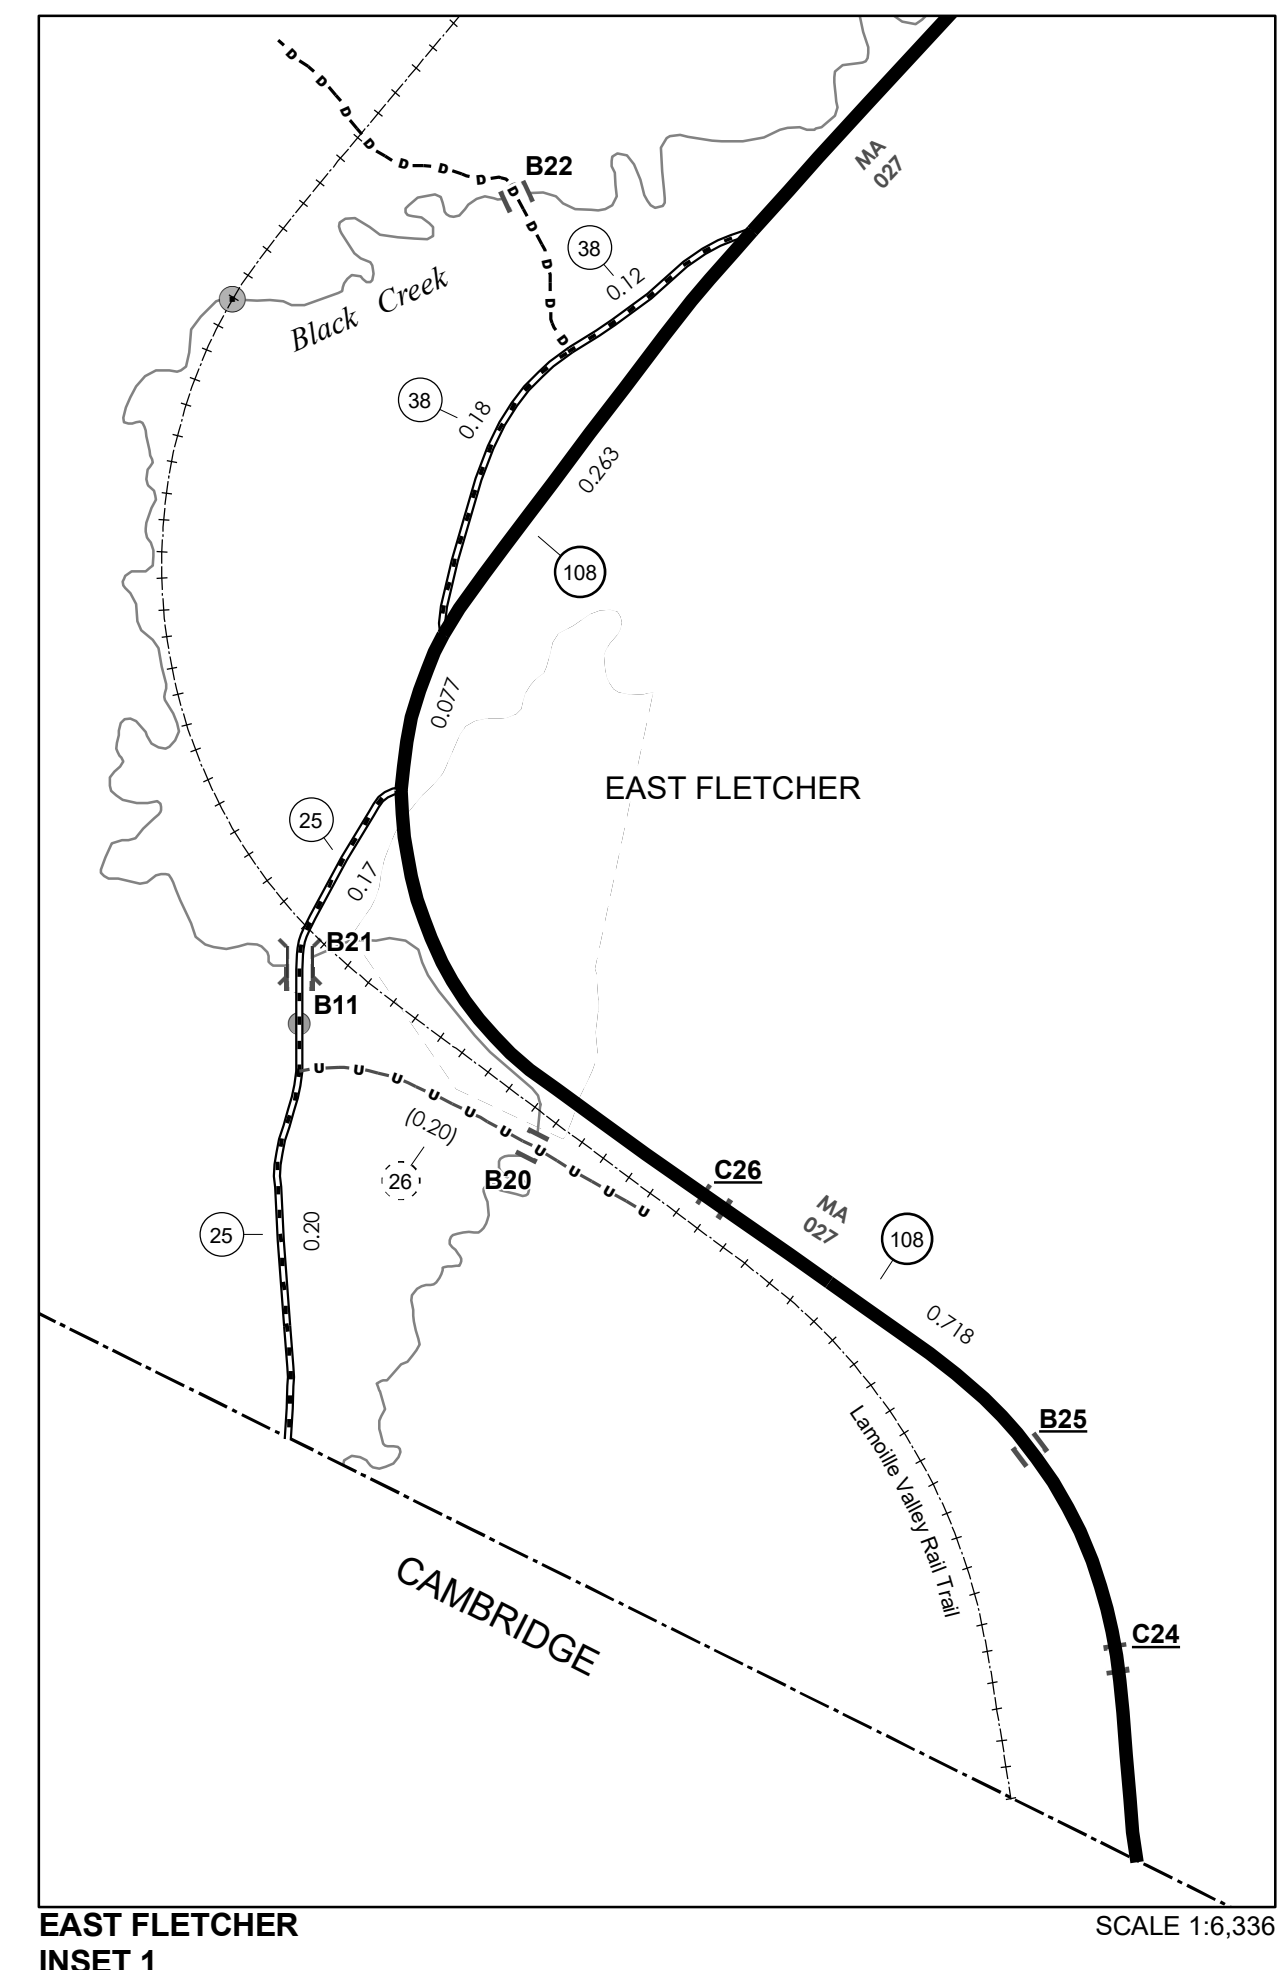 D
D
D
D
D
D
D
D
B22
D
D
D
D
D
MA
027
38
0.12
Black Creek
38
0.18
0.263
108
0.077
EAST FLETCHER
25
0.17
B21
B11
U
U
U
U
U
U
U
U
U
U
(0.20)
26
B20
C26
MA
027
108
25
0.20
0.718
B25
Lamoille Valley Rail Trail
CAMBRIDGE
C24
EAST FLETCHER
INSET 1
SCALE 1:6,336